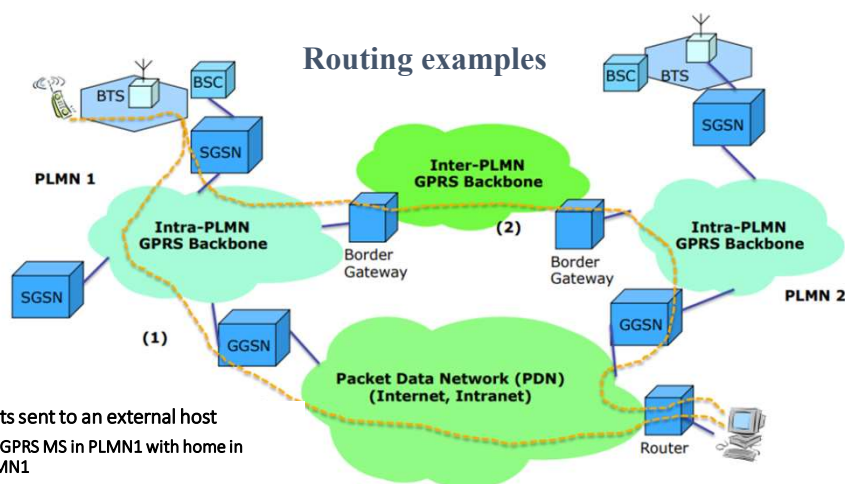 Routing examples
BTS
BSC
SGSN
PLMN 1
Intra-PLMN
GPRS Backbone
SGSN
(1)
GGSN
Border
Gateway
Inter-PLMN
GPRS Backbone
(2)
Border
Gateway
BSC
BTS
SGSN
Intra-PLMN
GPRS Backbone
PLMN 2
GGSN
Packet Data Network (PDN)
(Internet, Intranet)
Router
sent to an external host
GPRS MS in PLMN1 with home in